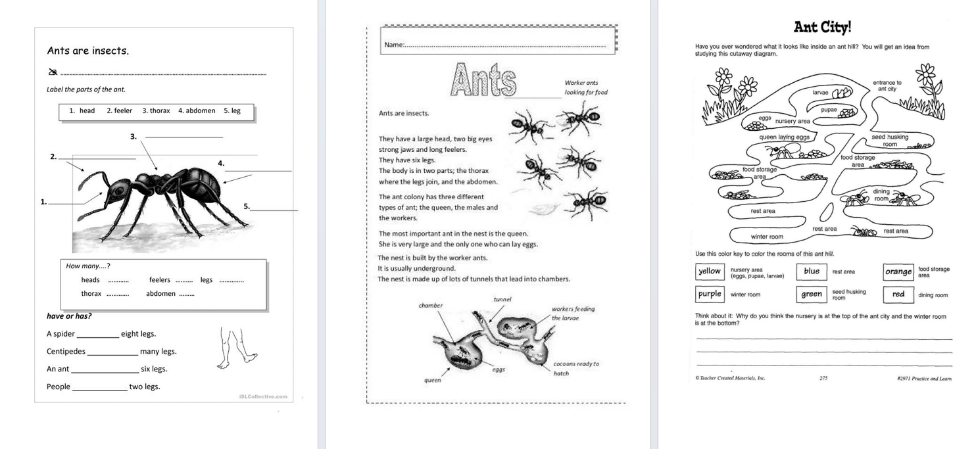 Ants are insects.
Label the parts of the ant.
1. head 2. feeler 3. thorax 4. abdomen 5. leg
3.
2.
4.
1.
5.
How many....?
heads ............ feelers .......... legs ..............
thorax ............. abdomen .........
have or has?
A spider __________ eight legs.
Centipedes ____________ many legs.
An ant ________________ six legs.
People _____________ two legs.
iSLCollective.com
Name:
Ants
Worker ants
looking for food
Ants are insects.
They have a large head, two big eyes
strong jaws and long feelers.
They have six legs.
The body is in two parts; the thorax
where the legs join, and the abdomen.
The ant colony has three different
types of ant; the queen, the males and
the workers.
The most important ant in the nest is the queen.
She is very large and the only one who can lay eggs.
The nest is built by the worker ants.
It is usually underground.
The nest is made up of lots of tunnels that lead into chambers.
tunnel
chamber
workers feeding
the larvae
cocoons ready to
hatch
eggs
queen
Ant City!
Have you ever wondered what it looks like inside an ant hill? You will get an idea from
studying this cutaway diagram.
entrance to
ant city
larvae
pupae
eggs
nursery area
queen laying eggs
seed husking
room
food storage
area
food storage
area
dining
room
rest area
rest area
rest area
winter room
Use this color key to color the rooms of this ant hill.
yellow nursery area
(eggs, pupae, larvae)
blue rest area
orange food storage
area
purple winter room
green seed husking
room
red dining room
Think about it: Why do you think the nursery is at the top of the ant city and the winter room
is at the bottom?
© Teacher Created Materials, Inc. 275 #2071 Practice and Learn